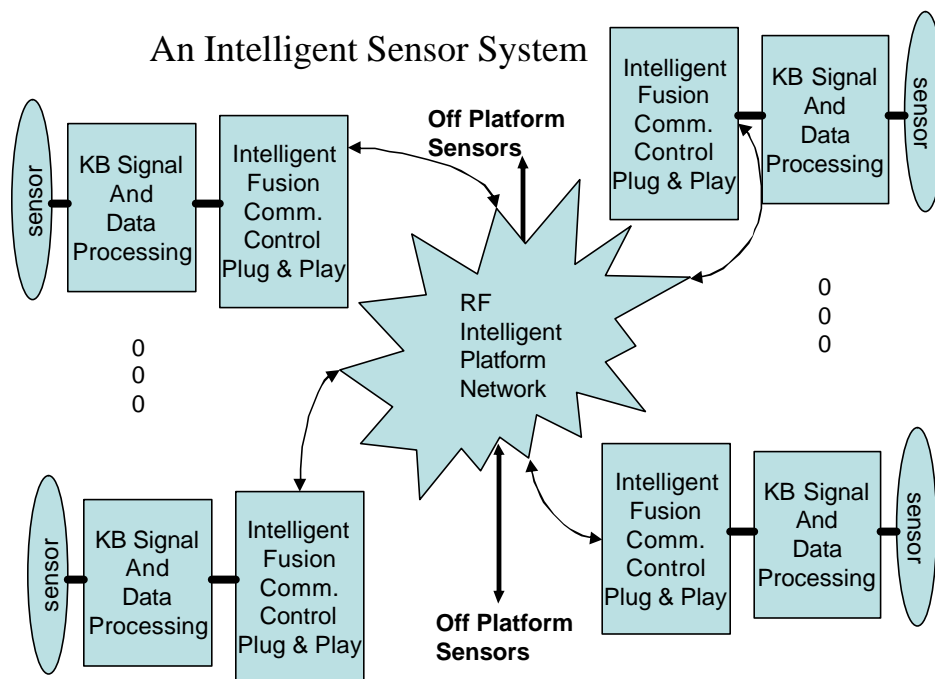 An Intelligent Sensor System
sensor
KB Signal
And
Data
Processing
Intelligent
Fusion
Comm.
Control
Plug & Play
Off Platform
Sensors
Intelligent
Fusion
Comm.
Control
Plug & Play
KB Signal
And
Data
Processing
sensor
RF
Intelligent
Platform
Network
0
0
0
0
0
0
sensor
KB Signal
And
Data
Processing
Intelligent
Fusion
Comm.
Control
Plug & Play
Off Platform
Sensors
Intelligent
Fusion
Comm.
Control
Plug & Play
KB Signal
And
Data
Processing
sensor